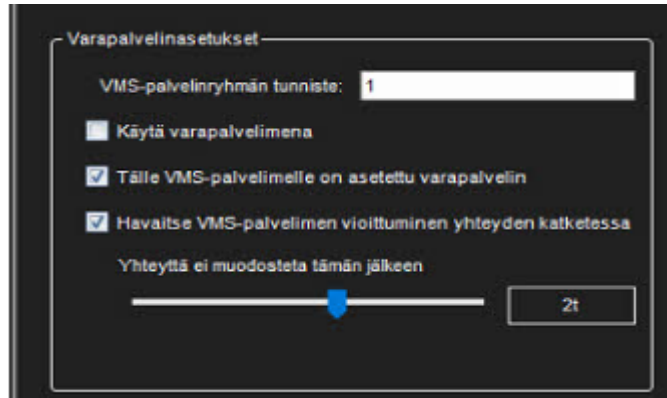 Varapalvelinasetukset
VMS-palvelinryhmän tunniste: 1
Käytä varapalvelimena
Tälle VMS-palvelimelle on asetettu varapalvelin
Havaitse VMS-palvelimen vioittuminen yhteyden katketessa
Yhteyttä ei muodosteta tämän jälkeen
2t